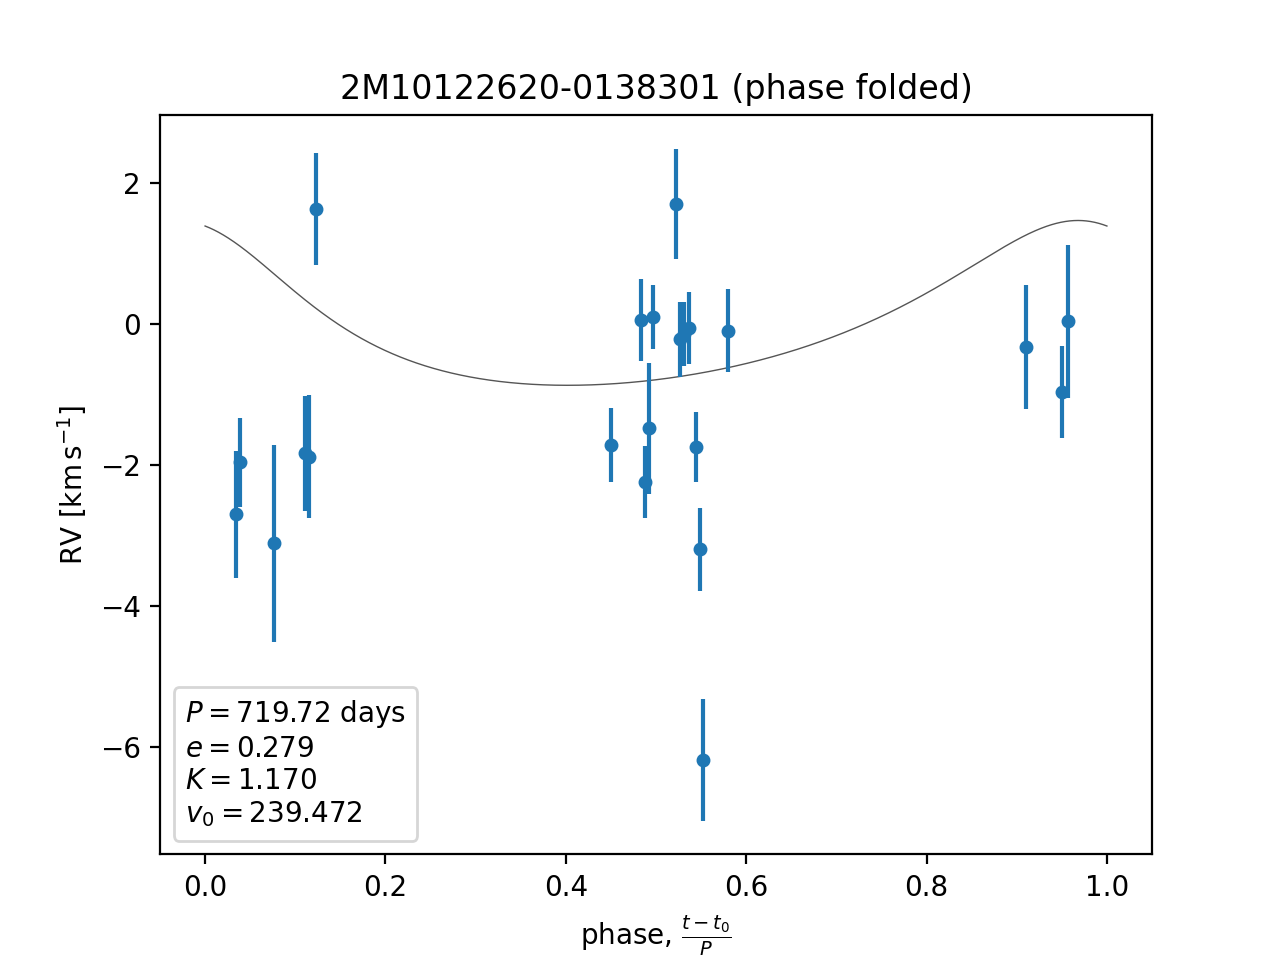 2M10122620-0138301 (phase folded)
RV [km s⁻¹]
2
0
−2
−4
−6
P = 719.72 days
e = 0.279
K = 1.170
v₀ = 239.472
0.0 0.2 0.4 0.6 0.8 1.0
phase, (t − t₀)/P